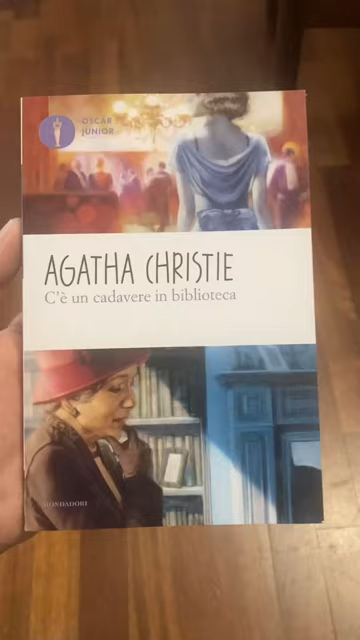 OSCAR
JUNIOR
AGATHA CHRISTIE
C'è un cadavere in biblioteca
MONDADORI